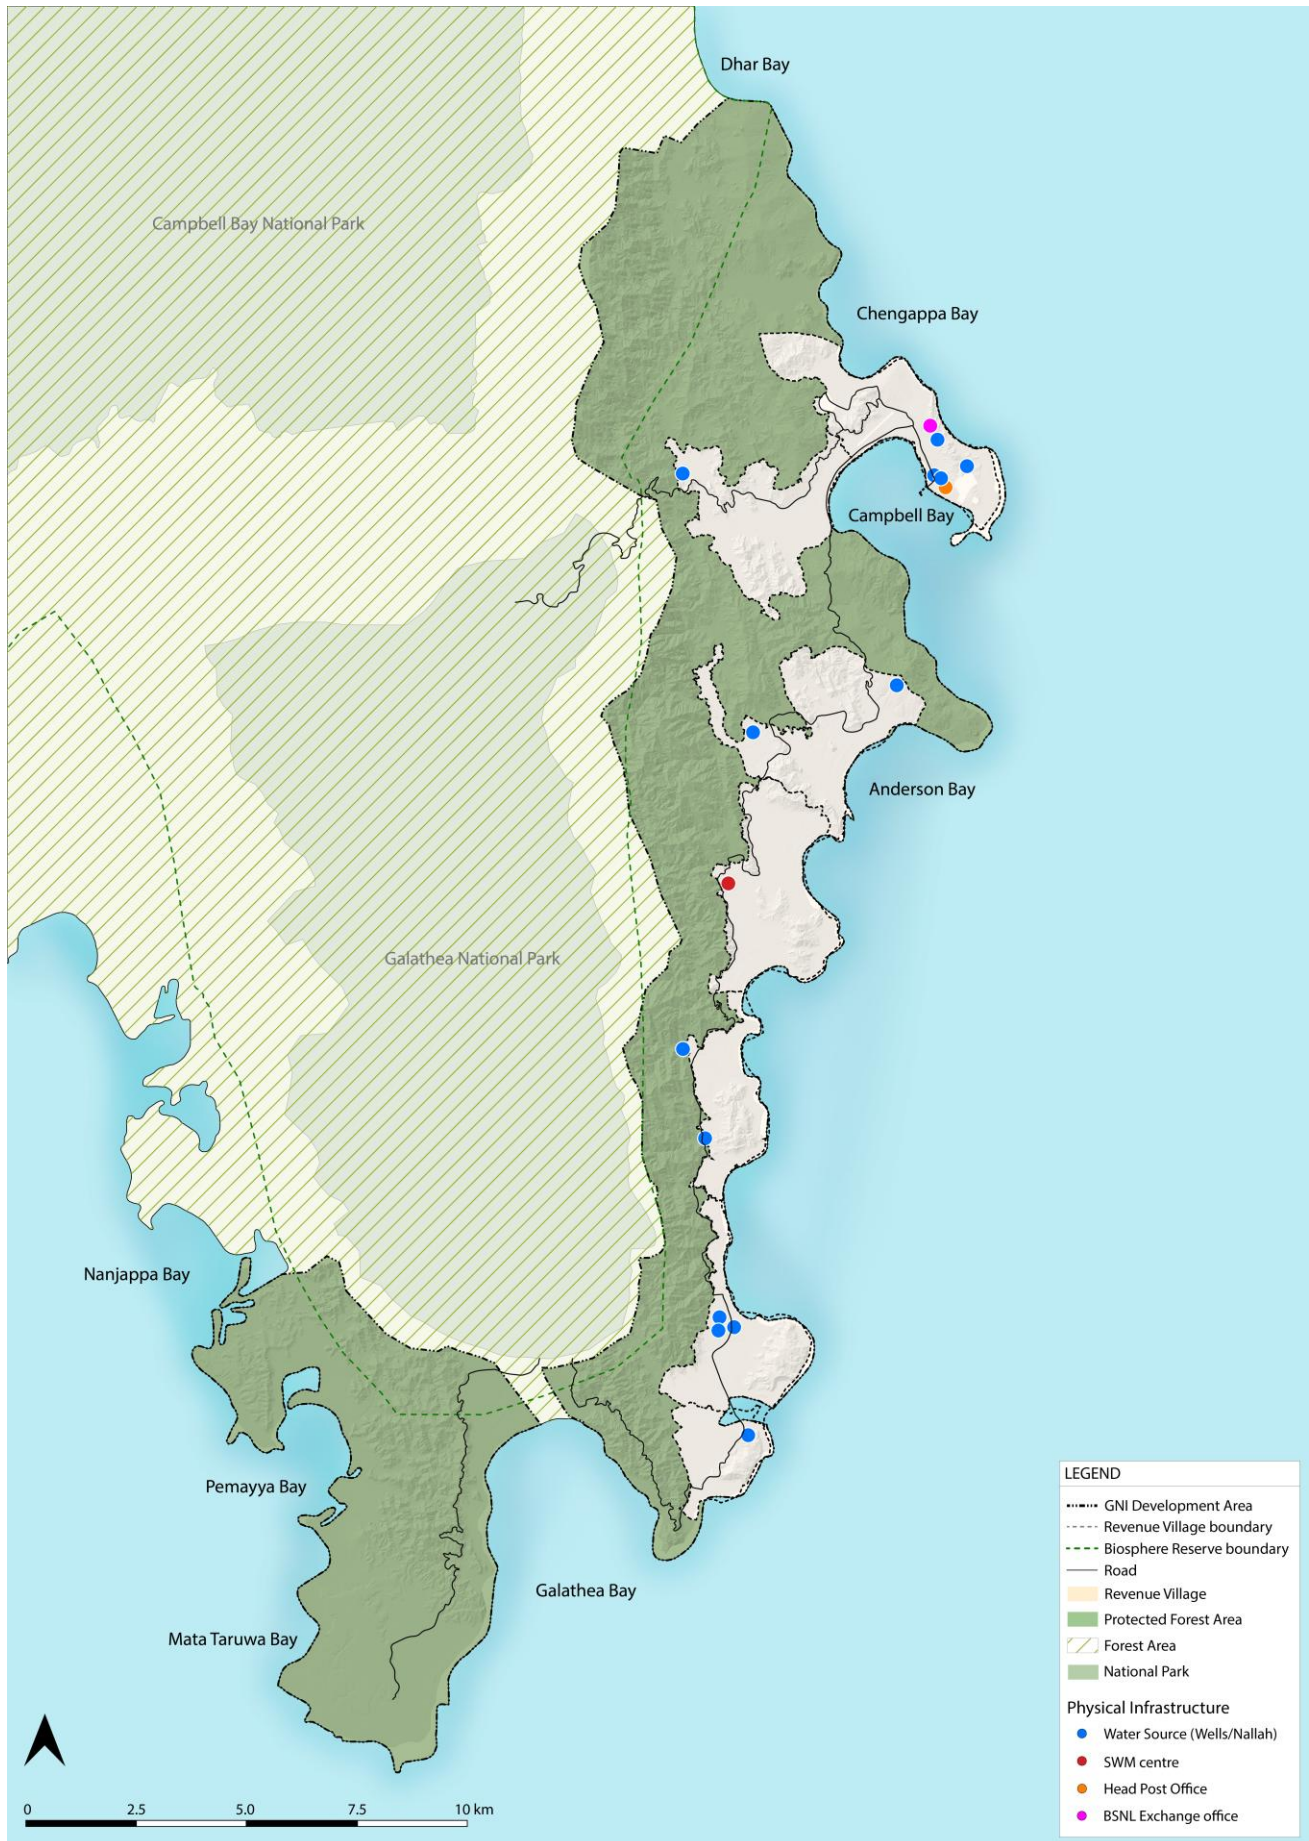 Dhar Bay
Campbell Bay National Park
Chengappa Bay
Campbell Bay
Anderson Bay
Galathea National Park
Nanjappa Bay
Pemayya Bay
Galathea Bay
Mata Taruwa Bay
0 2.5 5.0 7.5 10 km
LEGEND
GNI Development Area
Revenue Village boundary
Biosphere Reserve boundary
Road
Revenue Village
Protected Forest Area
Forest Area
National Park
Physical Infrastructure
Water Source (Wells/Nallah)
SWM centre
Head Post Office
BSNL Exchange office